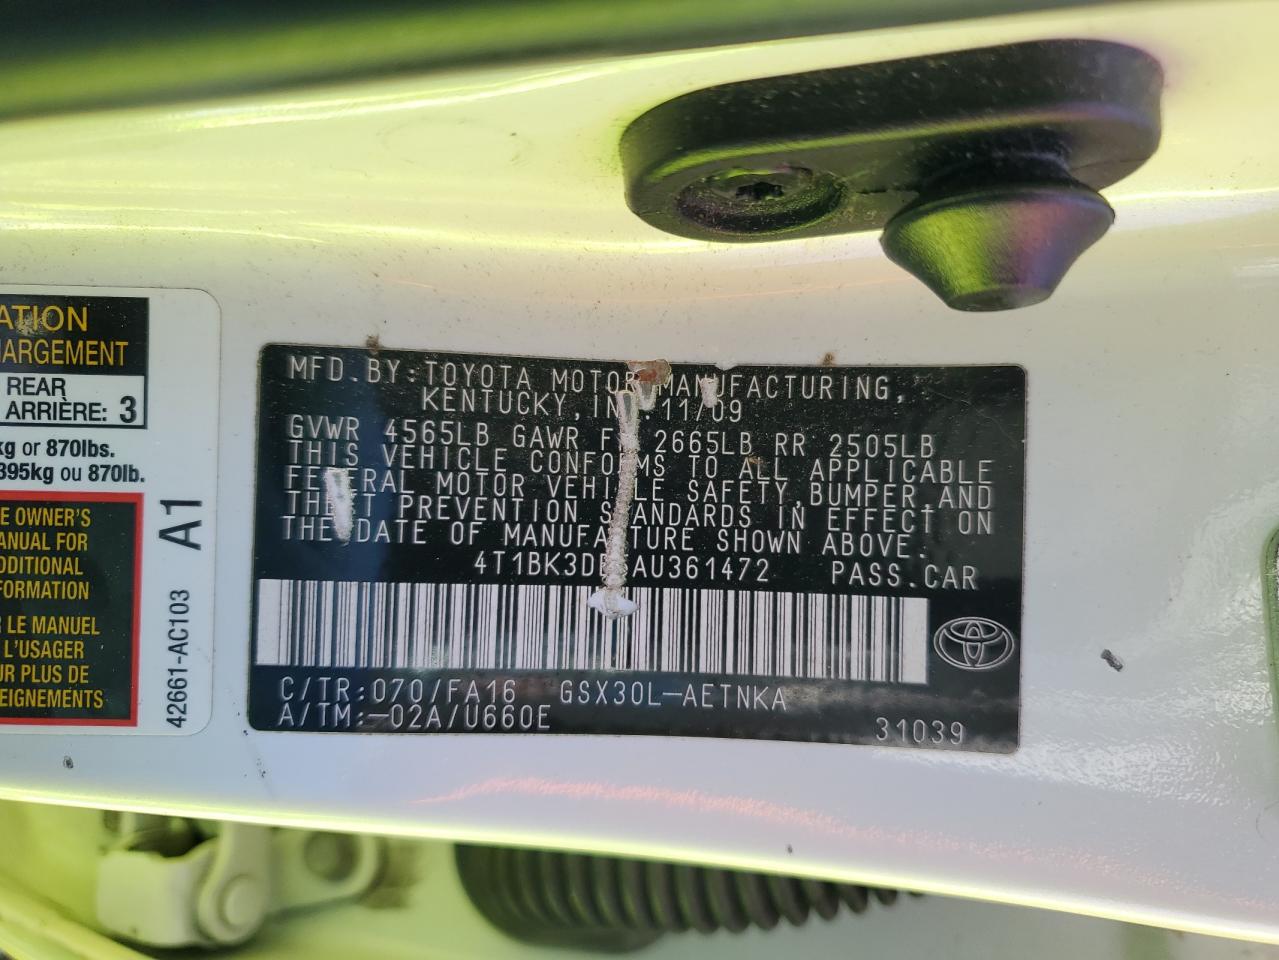 ATION
HARGEMENT
REAR
ARRIÈRE: 3
kg or 870lbs.
395kg ou 870lb.
E OWNER'S
ANUAL FOR
DDITIONAL
FORMATION
LE MANUEL
L'USAGER
UR PLUS DE
EIGNEMENTS
42661-AC103 A1
MFD.BY:TOYOTA MOTOR MANUFACTURING,
KENTUCKY, IN. 11/09
GVWR 4565LB GAWR F 2665LB RR 2505LB
THIS VEHICLE CONFORMS TO ALL APPLICABLE
FEDERAL MOTOR VEHICLE SAFETY,BUMPER,AND
THEFT PREVENTION STANDARDS IN EFFECT ON
THE DATE OF MANUFACTURE SHOWN ABOVE.
4T1BK3D AU361472 PASS.CAR
C/TR:070/FA16 GSX30L-AETNKA
A/TM:-02A/U660E
31039